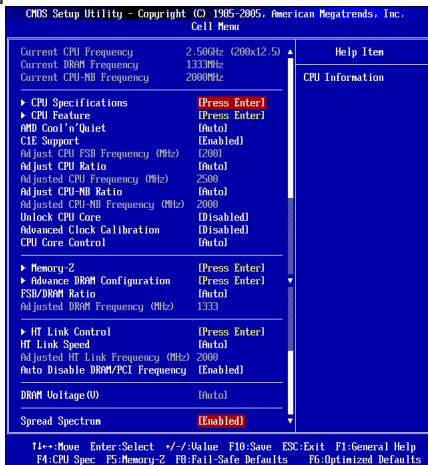 CMOS Setup Utility - Copyright (C) 1985-2005, American Megatrends, Inc.
Cell Menu
Current CPU Frequency 2.50GHz (200x12.5)
Current DRAM Frequency 1333MHz
Current CPU-NB Frequency 2000MHz
▶ CPU Specifications [Press Enter]
▶ CPU Feature [Press Enter]
AMD Cool'n'Quiet [Auto]
C1E Support [Enabled]
Adjust CPU FSB Frequency (MHz) [200]
Adjust CPU Ratio [Auto]
Adjusted CPU Frequency (MHz) 2500
Adjust CPU-NB Ratio [Auto]
Adjusted CPU-NB Frequency (MHz) 2000
Unlock CPU Core [Disabled]
Advanced Clock Calibration [Disabled]
CPU Core Control [Auto]
▶ Memory-Z [Press Enter]
▶ Advance DRAM Configuration [Press Enter]
FSB/DRAM Ratio [Auto]
Adjusted DRAM Frequency (MHz) 1333
▶ HT Link Control [Press Enter]
HT Link Speed [Auto]
Adjusted HT Link Frequency (MHz) 2000
Auto Disable DRAM/PCI Frequency [Enabled]
DRAM Voltage(V) [Auto]
Spread Spectrum [Enabled]
Help Item
CPU Information
↑↓←→:Move Enter:Select +/-/:Value F10:Save ESC:Exit F1:General Help
F4:CPU Spec F5:Memory-Z F8:Fail-Safe Defaults F6:Optimized Defaults